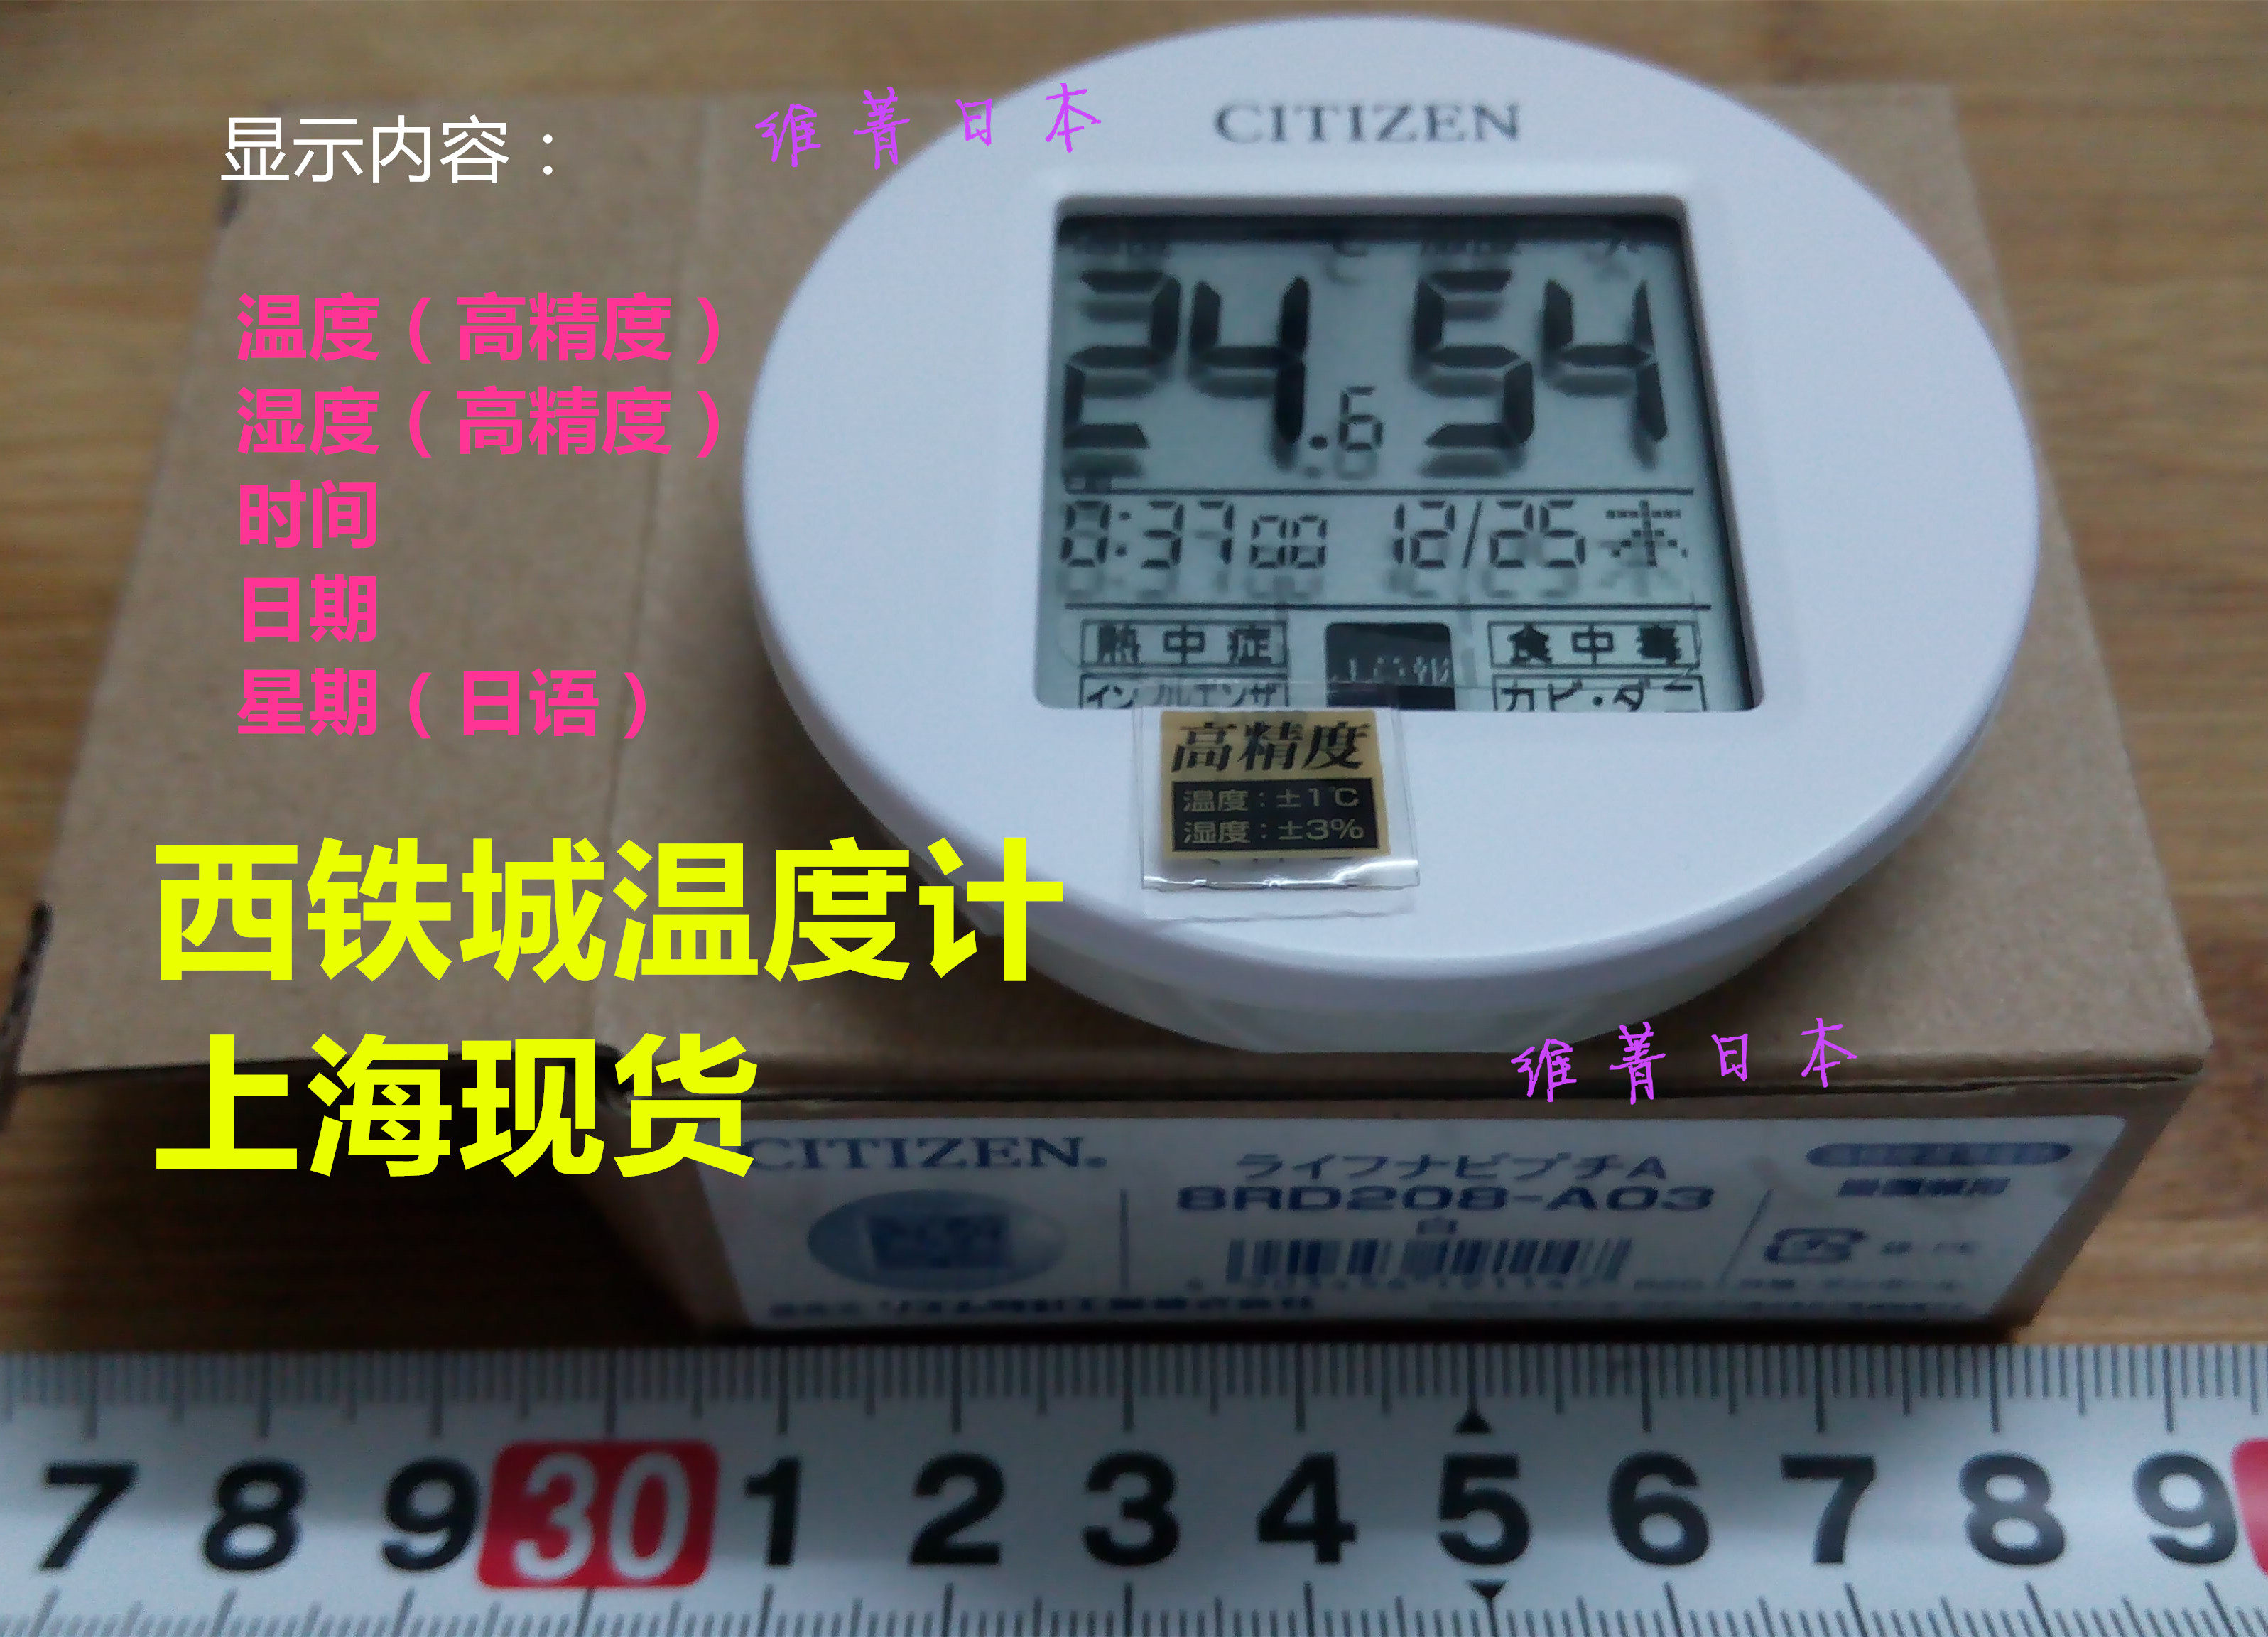 显示内容：
维菁日本
CITIZEN
温度（高精度）
湿度（高精度）
时间
日期
星期（日语）
24.6 54
0:37 00 12/25 木
熱中症
食中毒
インフルエンザ
カビ・ダニ
高精度
温度：±1℃
湿度：±3%
西铁城温度计
上海现货
维菁日本
CITIZEN
ライフナビプチA
8RD208-A03
白
7 8 9 30 1 2 3 4 5 6 7 8 9